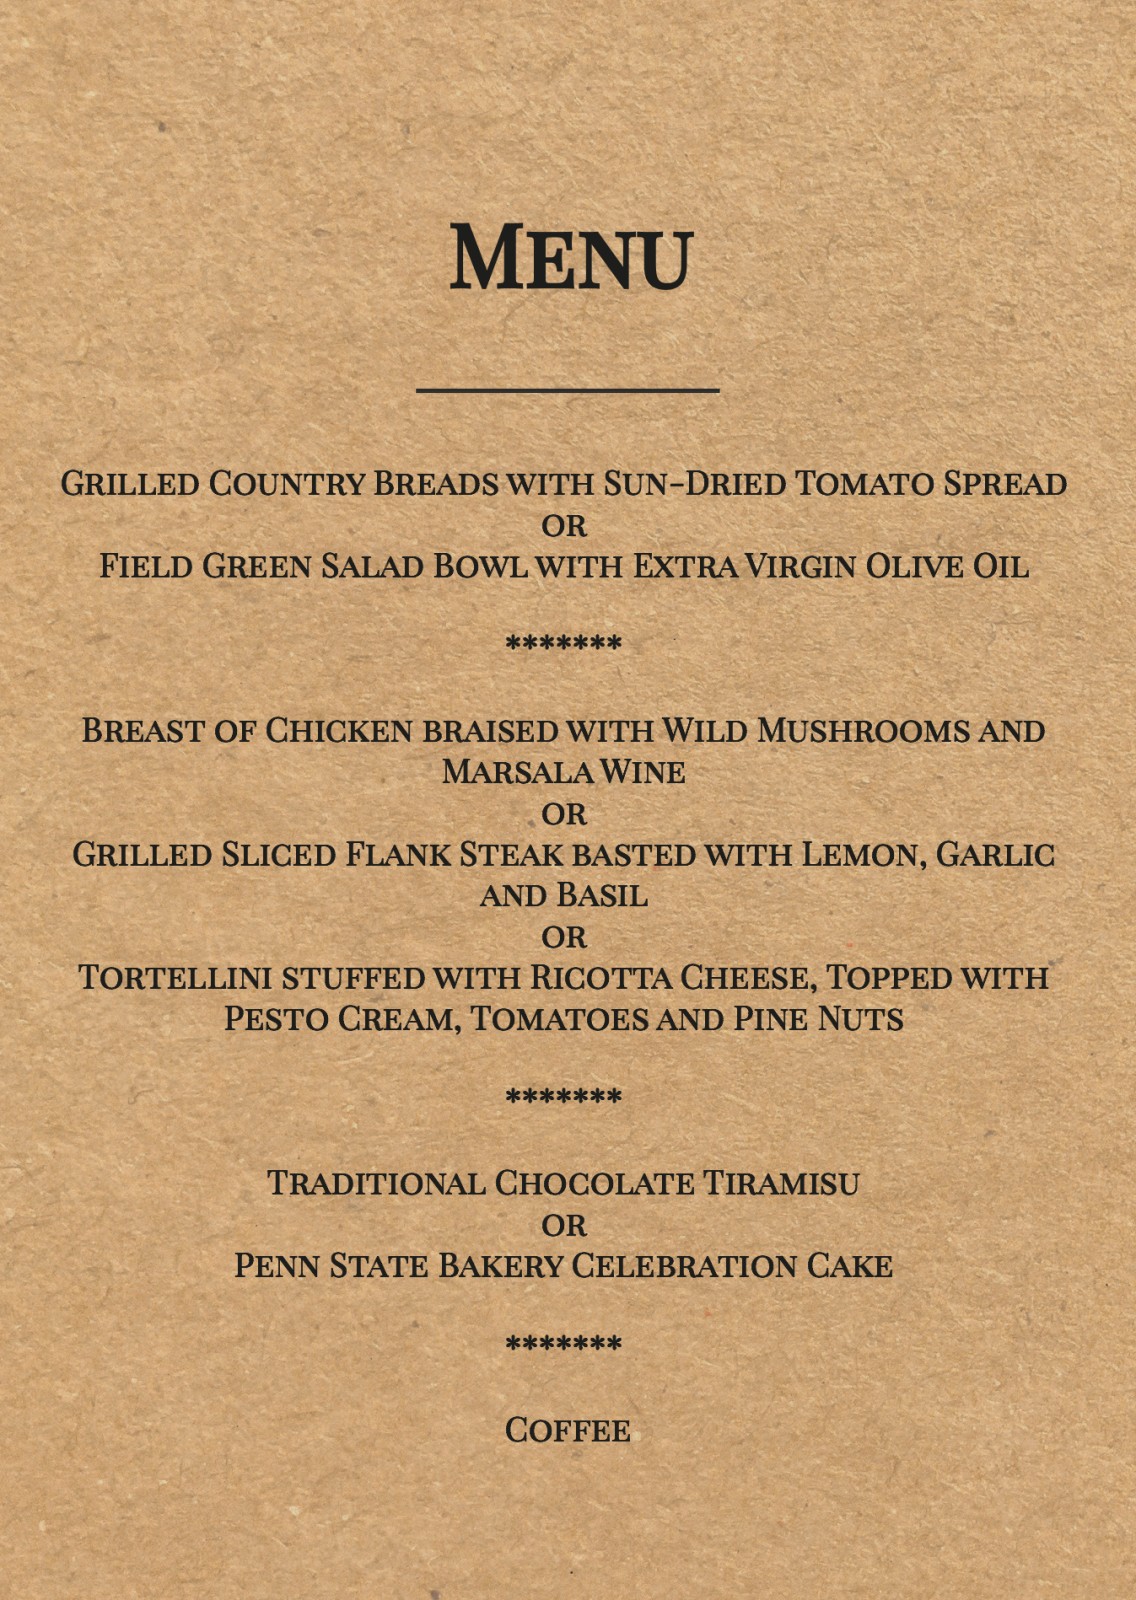 Menu
Grilled Country Breads with Sun-Dried Tomato Spread
or
Field Green Salad Bowl with Extra Virgin Olive Oil
*******
Breast of Chicken braised with Wild Mushrooms and
Marsala Wine
or
Grilled Sliced Flank Steak basted with Lemon, Garlic
and Basil
or
Tortellini stuffed with Ricotta Cheese, Topped with
Pesto Cream, Tomatoes and Pine Nuts
*******
Traditional Chocolate Tiramisu
or
Penn State Bakery Celebration Cake
*******
Coffee